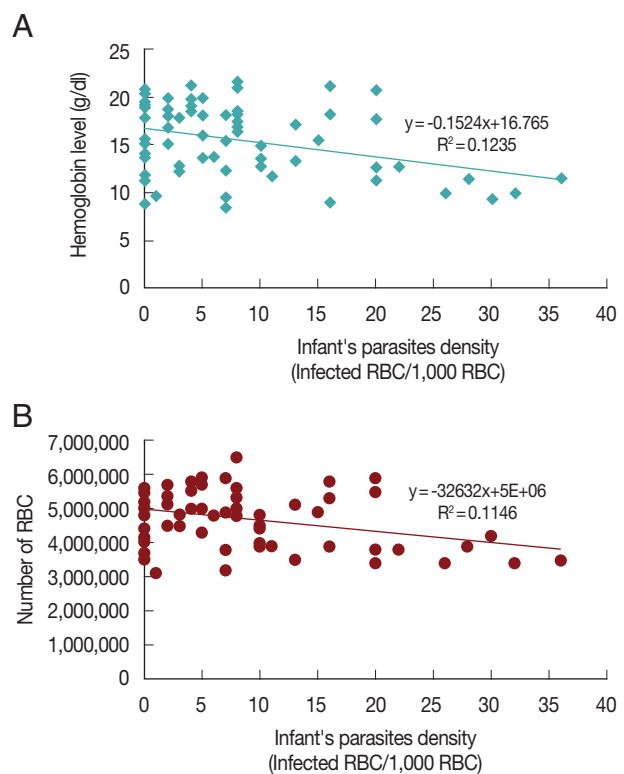 A
Hemoglobin level (g/dl)
25
20
15
10
5
0
y = -0.1524x+16.765
R² = 0.1235
0 5 10 15 20 25 30 35 40
Infant's parasites density
(Infected RBC/1,000 RBC)
B
Number of RBC
7,000,000
6,000,000
5,000,000
4,000,000
3,000,000
2,000,000
1,000,000
0
y = -32632x+5E+06
R² = 0.1146
0 5 10 15 20 25 30 35 40
Infant's parasites density
(Infected RBC/1,000 RBC)